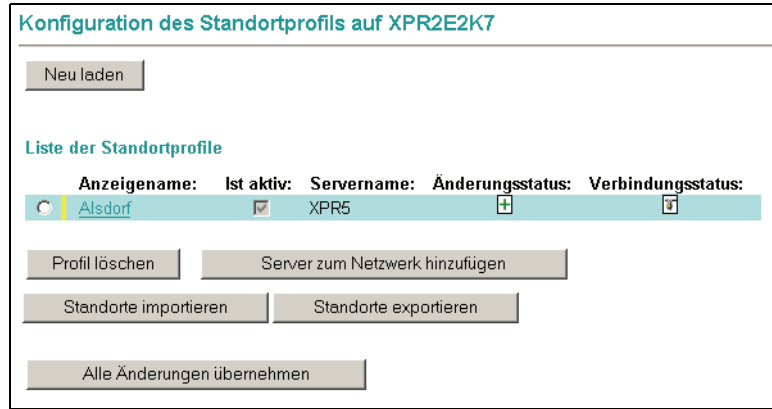 Konfiguration des Standortprofils auf XPR2E2K7
Neu laden
Liste der Standortprofile
Anzeigename: Ist aktiv: Servername: Änderungsstatus: Verbindungsstatus:
Alsdorf XPR5
Profil löschen Server zum Netzwerk hinzufügen
Standorte importieren Standorte exportieren
Alle Änderungen übernehmen